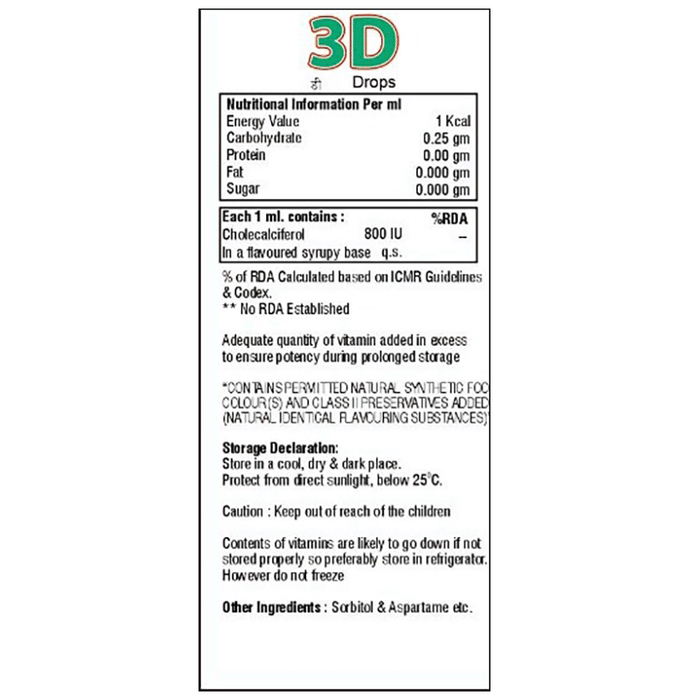 3D
डी Drops
Nutritional Information Per ml
Energy Value 1 Kcal
Carbohydrate 0.25 gm
Protein 0.00 gm
Fat 0.000 gm
Sugar 0.000 gm
Each 1 ml. contains : %RDA
Cholecalciferol 800 IU –
In a flavoured syrupy base q.s.
% of RDA Calculated based on ICMR Guidelines
& Codex.
** No RDA Established
Adequate quantity of vitamin added in excess
to ensure potency during prolonged storage
*CONTAINS PERMITTED NATURAL SYNTHETIC FOO
COLOUR(S) AND CLASS II PRESERVATIVES ADDED
(NATURAL IDENTICAL FLAVOURING SUBSTANCES)
Storage Declaration:
Store in a cool, dry & dark place.
Protect from direct sunlight, below 25°C.
Caution : Keep out of reach of the children
Contents of vitamins are likely to go down if not
stored properly so preferably store in refrigerator.
However do not freeze
Other Ingredients : Sorbitol & Aspartame etc.